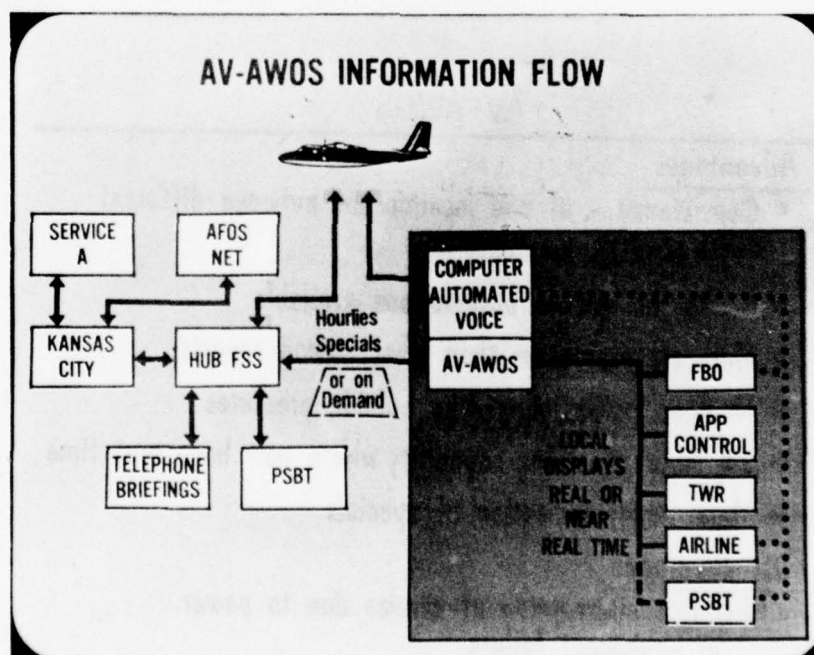 AV-AWOS INFORMATION FLOW
SERVICE
A
AFOS
NET
KANSAS
CITY
HUB FSS
TELEPHONE
BRIEFINGS
PSBT
Hourlies
Specials
or on
Demand
COMPUTER
AUTOMATED
VOICE
AV-AWOS
LOCAL
DISPLAYS
REAL OR
NEAR
REAL TIME
FBO
APP
CONTROL
TWR
AIRLINE
PSBT